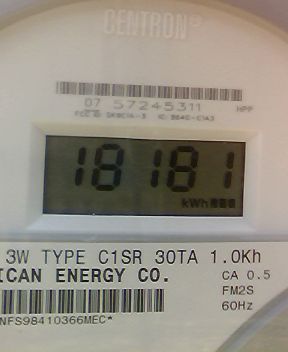 CENTRON®
07 57245311 HPP
18181
kWh
3W TYPE C1SR 30TA 1.0Kh
ICAN ENERGY CO. CA 0.5
FM2S
60Hz
NFS98410366MEC*